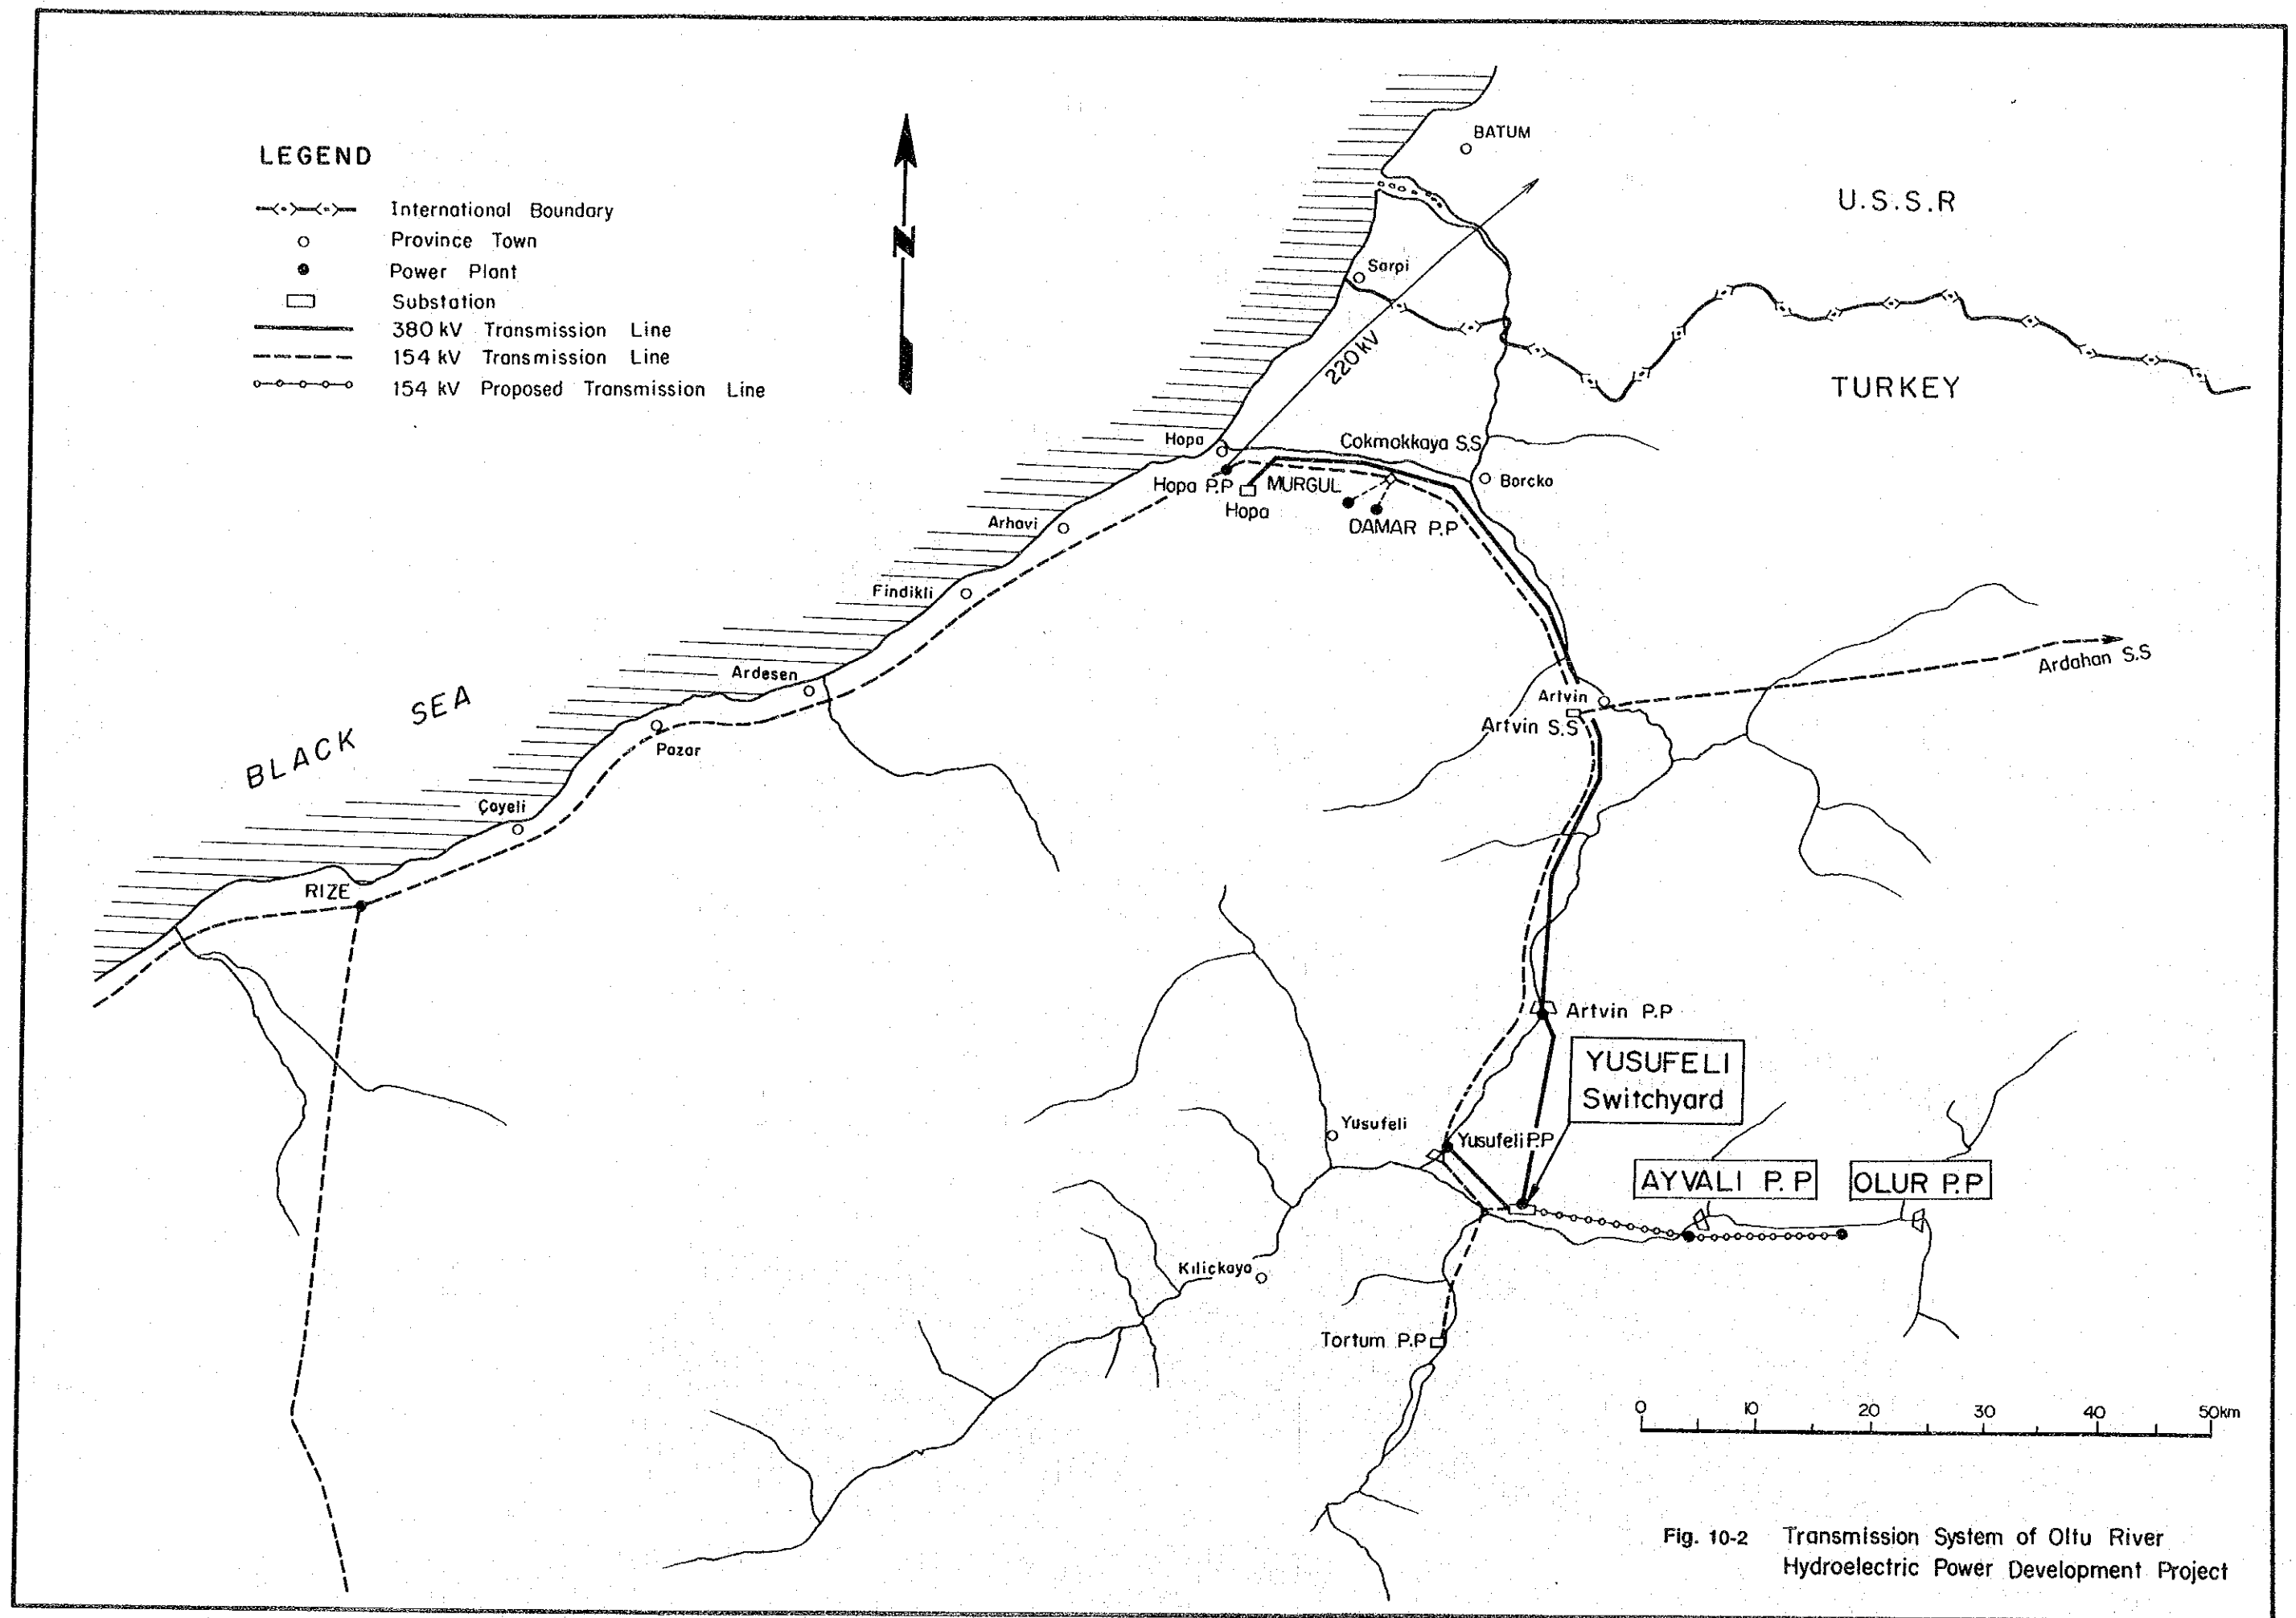 LEGEND
International Boundary
Province Town
Power Plant
Substation
380 kV Transmission Line
154 kV Transmission Line
154 kV Proposed Transmission Line
N
BATUM
U.S.S.R
Sarpi
220 kV
TURKEY
Hopa
Cokmakkaya S.S
Borcka
Hopa P.P
MURGUL
Hopa
DAMAR P.P
Arhavi
Findikli
Ardesen
Ardahan S.S
Artvin
Artvin S.S
BLACK SEA
Pazar
Çayeli
RIZE
Artvin P.P
YUSUFELI
Switchyard
Yusufeli
Yusufeli P.P
AYVALI P.P
OLUR P.P
Kılıckaya
Tortum P.P
0 10 20 30 40 50km
Fig. 10-2 Transmission System of Oltu River
Hydroelectric Power Development Project